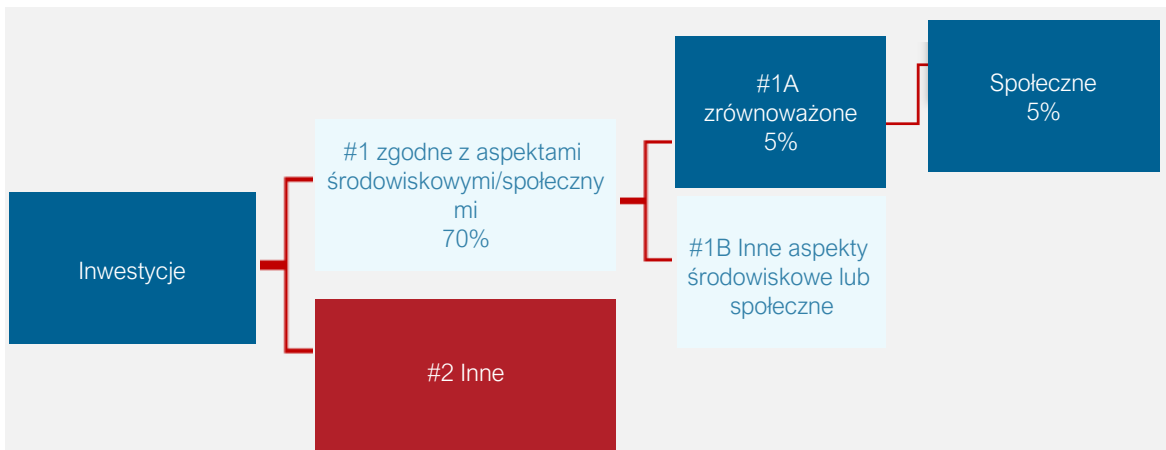 Inwestycje
#1 zgodne z aspektami
środowiskowymi/społeczny
mi
70%
#2 Inne
#1A
zrównoważone
5%
#1B Inne aspekty
środowiskowe lub
społeczne
Społeczne
5%